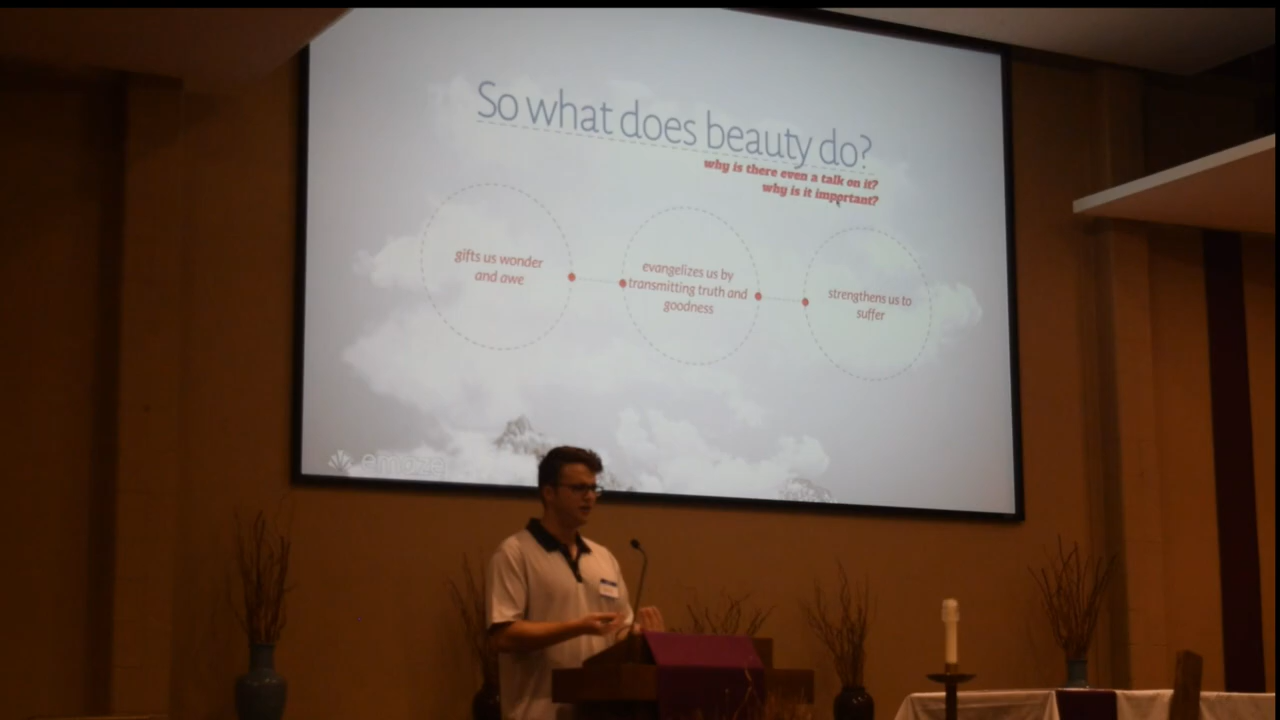 So what does beauty do?
why is there even a talk on it?
why is it important?
gifts us wonder
and awe
evangelizes us by
transmitting truth and
goodness
strengthens us to
suffer
emaze